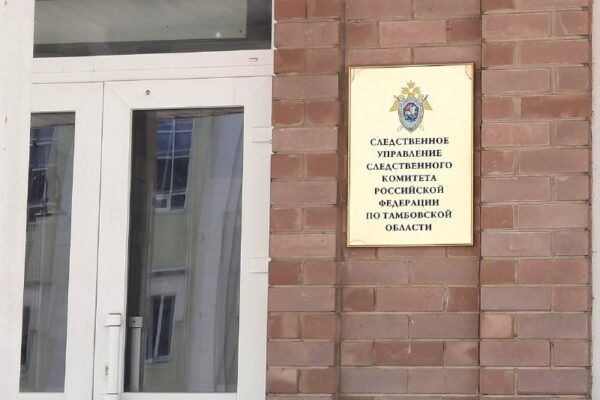 СЛЕДСТВЕННОЕ
УПРАВЛЕНИЕ
СЛЕДСТВЕННОГО
КОМИТЕТА
РОССИЙСКОЙ
ФЕДЕРАЦИИ
ПО ТАМБОВСКОЙ
ОБЛАСТИ